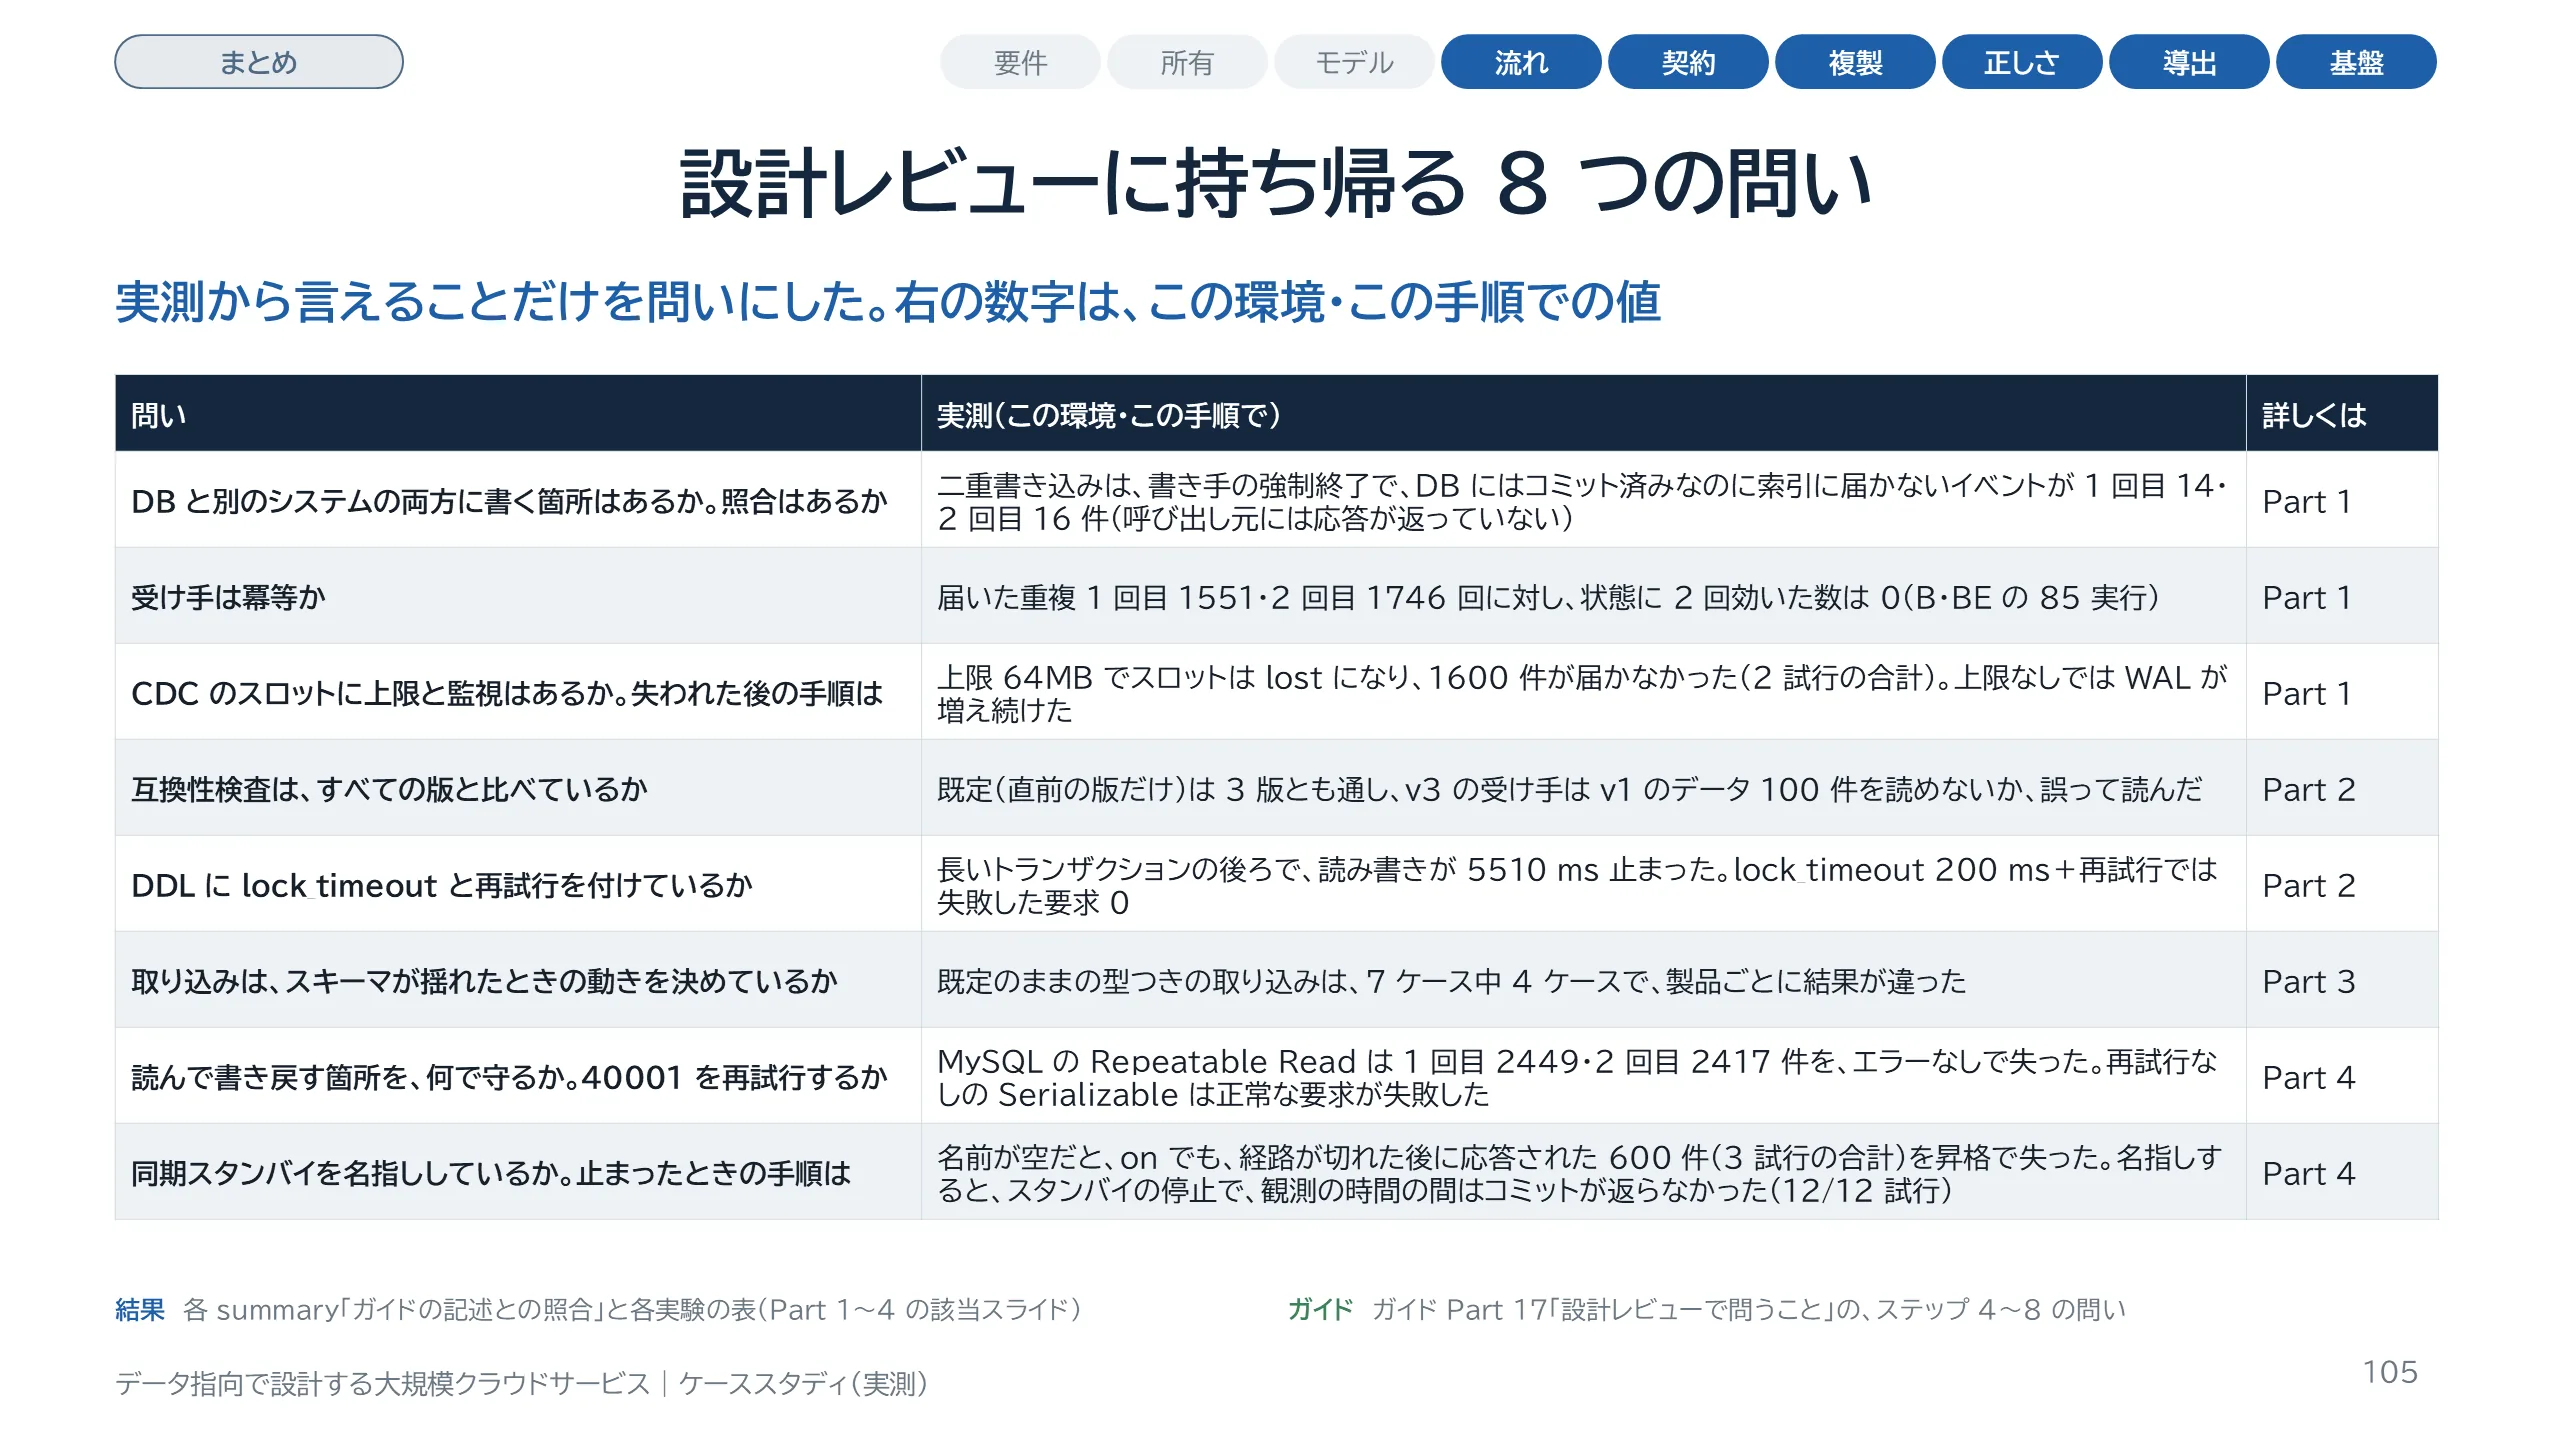 まとめ
要件 所有 モデル 流れ 契約 複製 正しさ 導出 基盤
設計レビューに持ち帰る 8 つの問い
実測から言えることだけを問いにした。右の数字は、この環境・この手順での値
問い 実測(この環境・この手順で) 詳しくは
DB と別のシステムの両方に書く箇所はあるか。照合はあるか
二重書き込みは、書き手の強制終了で、DB にはコミット済みなのに索引に届かないイベントが 1 回目 14・
2 回目 16 件(呼び出し元には応答が返っていない)
Part 1
受け手は冪等か
届いた重複 1 回目 1551・2 回目 1746 回に対し、状態に 2 回効いた数は 0(B・BE の 85 実行)
Part 1
CDC のスロットに上限と監視はあるか。失われた後の手順は
上限 64MB でスロットは lost になり、1600 件が届かなかった(2 試行の合計)。上限なしでは WAL が
増え続けた
Part 1
互換性検査は、すべての版と比べているか
既定(直前の版だけ)は 3 版とも通し、v3 の受け手は v1 のデータ 100 件を読めないか、誤って読んだ
Part 2
DDL に lock_timeout と再試行を付けているか
長いトランザクションの後ろで、読み書きが 5510 ms 止まった。lock_timeout 200 ms+再試行では
失敗した要求 0
Part 2
取り込みは、スキーマが揺れたときの動きを決めているか
既定のままの型つきの取り込みは、7 ケース中 4 ケースで、製品ごとに結果が違った
Part 3
読んで書き戻す箇所を、何で守るか。40001 を再試行するか
MySQL の Repeatable Read は 1 回目 2449・2 回目 2417 件を、エラーなしで失った。再試行な
しの Serializable は正常な要求が失敗した
Part 4
同期スタンバイを名指ししているか。止まったときの手順は
名前が空だと、on でも、経路が切れた後に応答された 600 件(3 試行の合計)を昇格で失った。名指しす
ると、スタンバイの停止で、観測の時間の間はコミットが返らなかった(12/12 試行)
Part 4
結果 各 summary「ガイドの記述との照合」と各実験の表(Part 1〜4 の該当スライド)
ガイド ガイド Part 17「設計レビューで問うこと」の、ステップ 4〜8 の問い
データ指向で設計する大規模クラウドサービス｜ケーススタディ(実測)
105